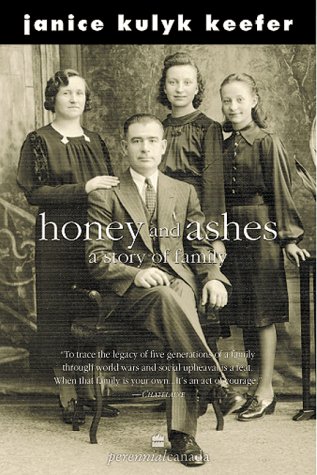 janice kulyk keefer
honey and ashes
a story of family
"To trace the legacy of five generations of a family
through world wars and social upheaval is a feat.
When that family is your own...It's an act of courage.
—CHATELAINE
perennialcanada